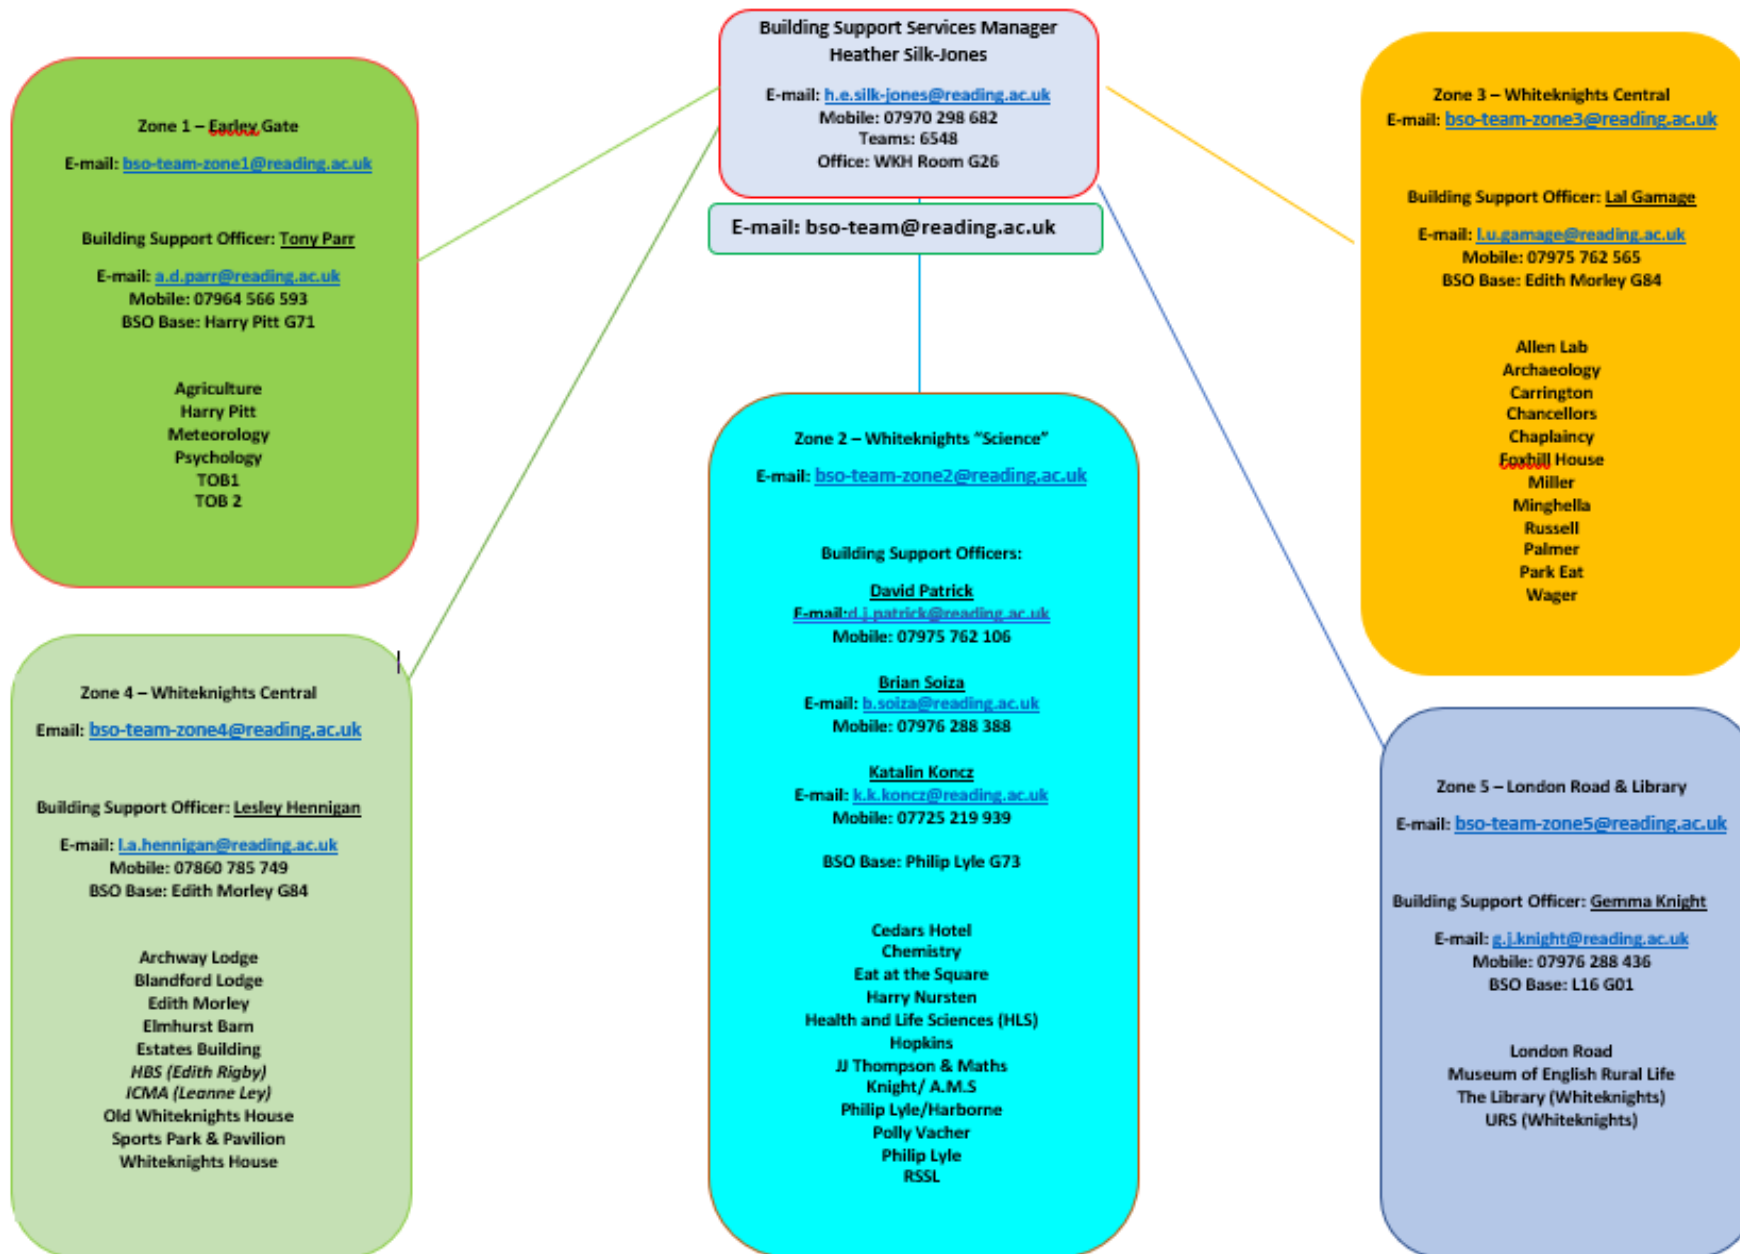 Building Support Services Manager
Heather Silk-Jones
E-mail: h.e.silk-jones@reading.ac.uk
Mobile: 07970 298 682
Teams: 6548
Office: WKH Room G26
E-mail: bso-team@reading.ac.uk
Zone 1 – Earley Gate
E-mail: bso-team-zone1@reading.ac.uk
Building Support Officer: Tony Parr
E-mail: a.d.parr@reading.ac.uk
Mobile: 07964 566 593
BSO Base: Harry Pitt G71
Agriculture
Harry Pitt
Meteorology
Psychology
TOB1
TOB 2
Zone 2 – Whiteknights “Science”
E-mail: bso-team-zone2@reading.ac.uk
Building Support Officers:
David Patrick
E-mail:d.j.patrick@reading.ac.uk
Mobile: 07975 762 106
Brian Soiza
E-mail: b.soiza@reading.ac.uk
Mobile: 07976 288 388
Katalin Koncz
E-mail: k.k.koncz@reading.ac.uk
Mobile: 07725 219 939
BSO Base: Philip Lyle G73
Cedars Hotel
Chemistry
Eat at the Square
Harry Nursten
Health and Life Sciences (HLS)
Hopkins
JJ Thompson & Maths
Knight/ A.M.S
Philip Lyle/Harborne
Polly Vacher
Philip Lyle
RSSL
Zone 3 – Whiteknights Central
E-mail: bso-team-zone3@reading.ac.uk
Building Support Officer: Lal Gamage
E-mail: l.u.gamage@reading.ac.uk
Mobile: 07975 762 565
BSO Base: Edith Morley G84
Allen Lab
Archaeology
Carrington
Chancellors
Chaplaincy
Foxhill House
Miller
Minghella
Russell
Palmer
Park Eat
Wager
Zone 4 – Whiteknights Central
Email: bso-team-zone4@reading.ac.uk
Building Support Officer: Lesley Hennigan
E-mail: l.a.hennigan@reading.ac.uk
Mobile: 07860 785 749
BSO Base: Edith Morley G84
Archway Lodge
Blandford Lodge
Edith Morley
Elmhurst Barn
Estates Building
HBS (Edith Rigby)
ICMA (Leanne Ley)
Old Whiteknights House
Sports Park & Pavilion
Whiteknights House
Zone 5 – London Road & Library
E-mail: bso-team-zone5@reading.ac.uk
Building Support Officer: Gemma Knight
E-mail: g.j.knight@reading.ac.uk
Mobile: 07976 288 436
BSO Base: L16 G01
London Road
Museum of English Rural Life
The Library (Whiteknights)
URS (Whiteknights)